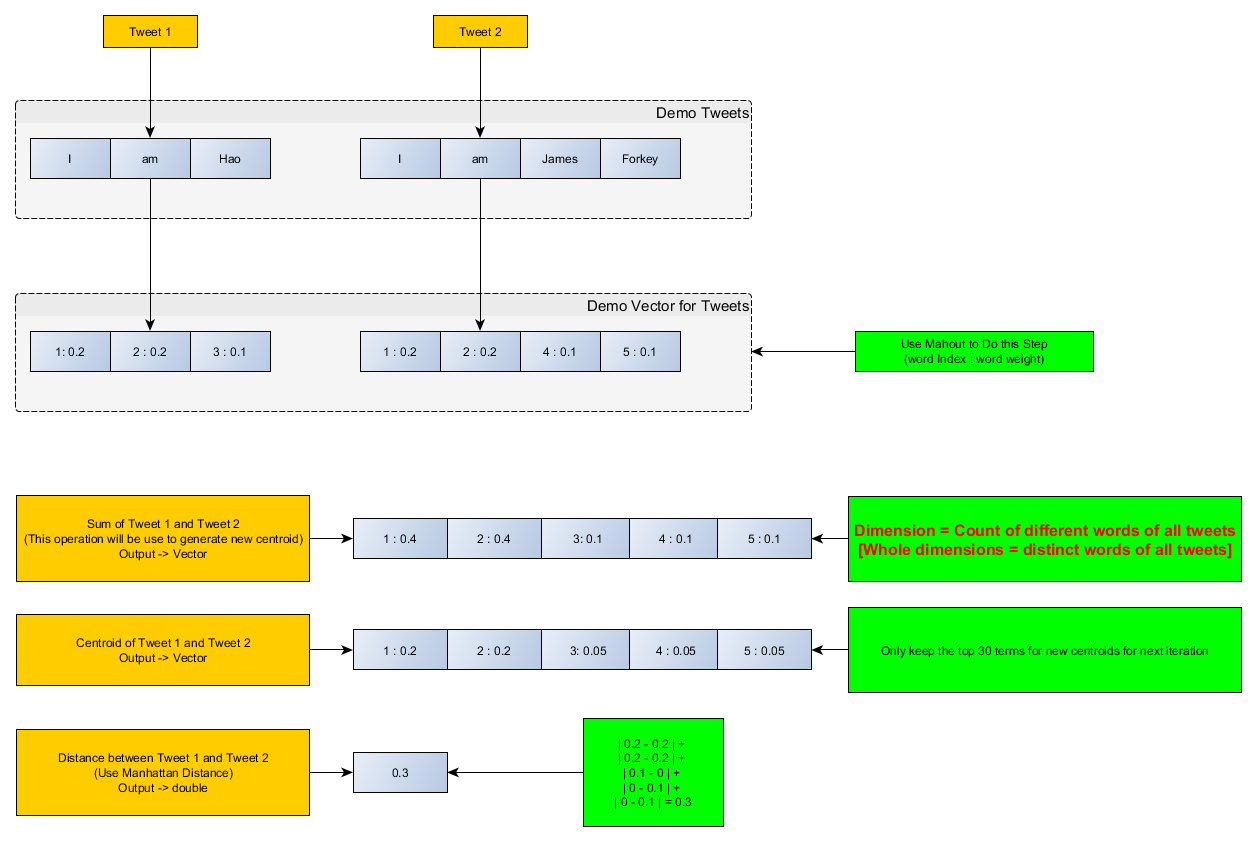 Tweet 1
Tweet 2
Demo Tweets
I
am
Hao
I
am
James
Forkey
Demo Vector for Tweets
1: 0.2
2 : 0.2
3 : 0.1
1 : 0.2
2 : 0.2
4 : 0.1
5 : 0.1
Use Mahout to Do this Step
(word Index : word weight)
Sum of Tweet 1 and Tweet 2
(This operation will be use to generate new centroid)
Output -> Vector
1 : 0.4
2 : 0.4
3: 0.1
4 : 0.1
5 : 0.1
Dimension = Count of different words of all tweets
[Whole dimensions = distinct words of all tweets]
Centroid of Tweet 1 and Tweet 2
Output -> Vector
1 : 0.2
2 : 0.2
3: 0.05
4 : 0.05
5 : 0.05
Only keep the top 30 terms for new centroids for next iteration
Distance between Tweet 1 and Tweet 2
(Use Manhattan Distance)
Output -> double
0.3
| 0.2 - 0.2 | +
| 0.2 - 0.2 | +
| 0.1 - 0 | +
| 0 - 0.1 | +
| 0 - 0.1 | = 0.3